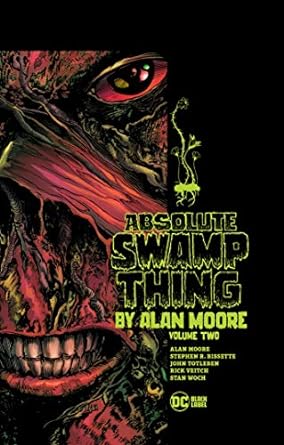 ABSOLUTE
SWAMP
THING
BY ALAN MOORE
VOLUME TWO
ALAN MOORE
STEPHEN R. BISSETTE
JOHN TOTLEBEN
RICK VEITCH
STAN WOCH
DC BLACK
LABEL